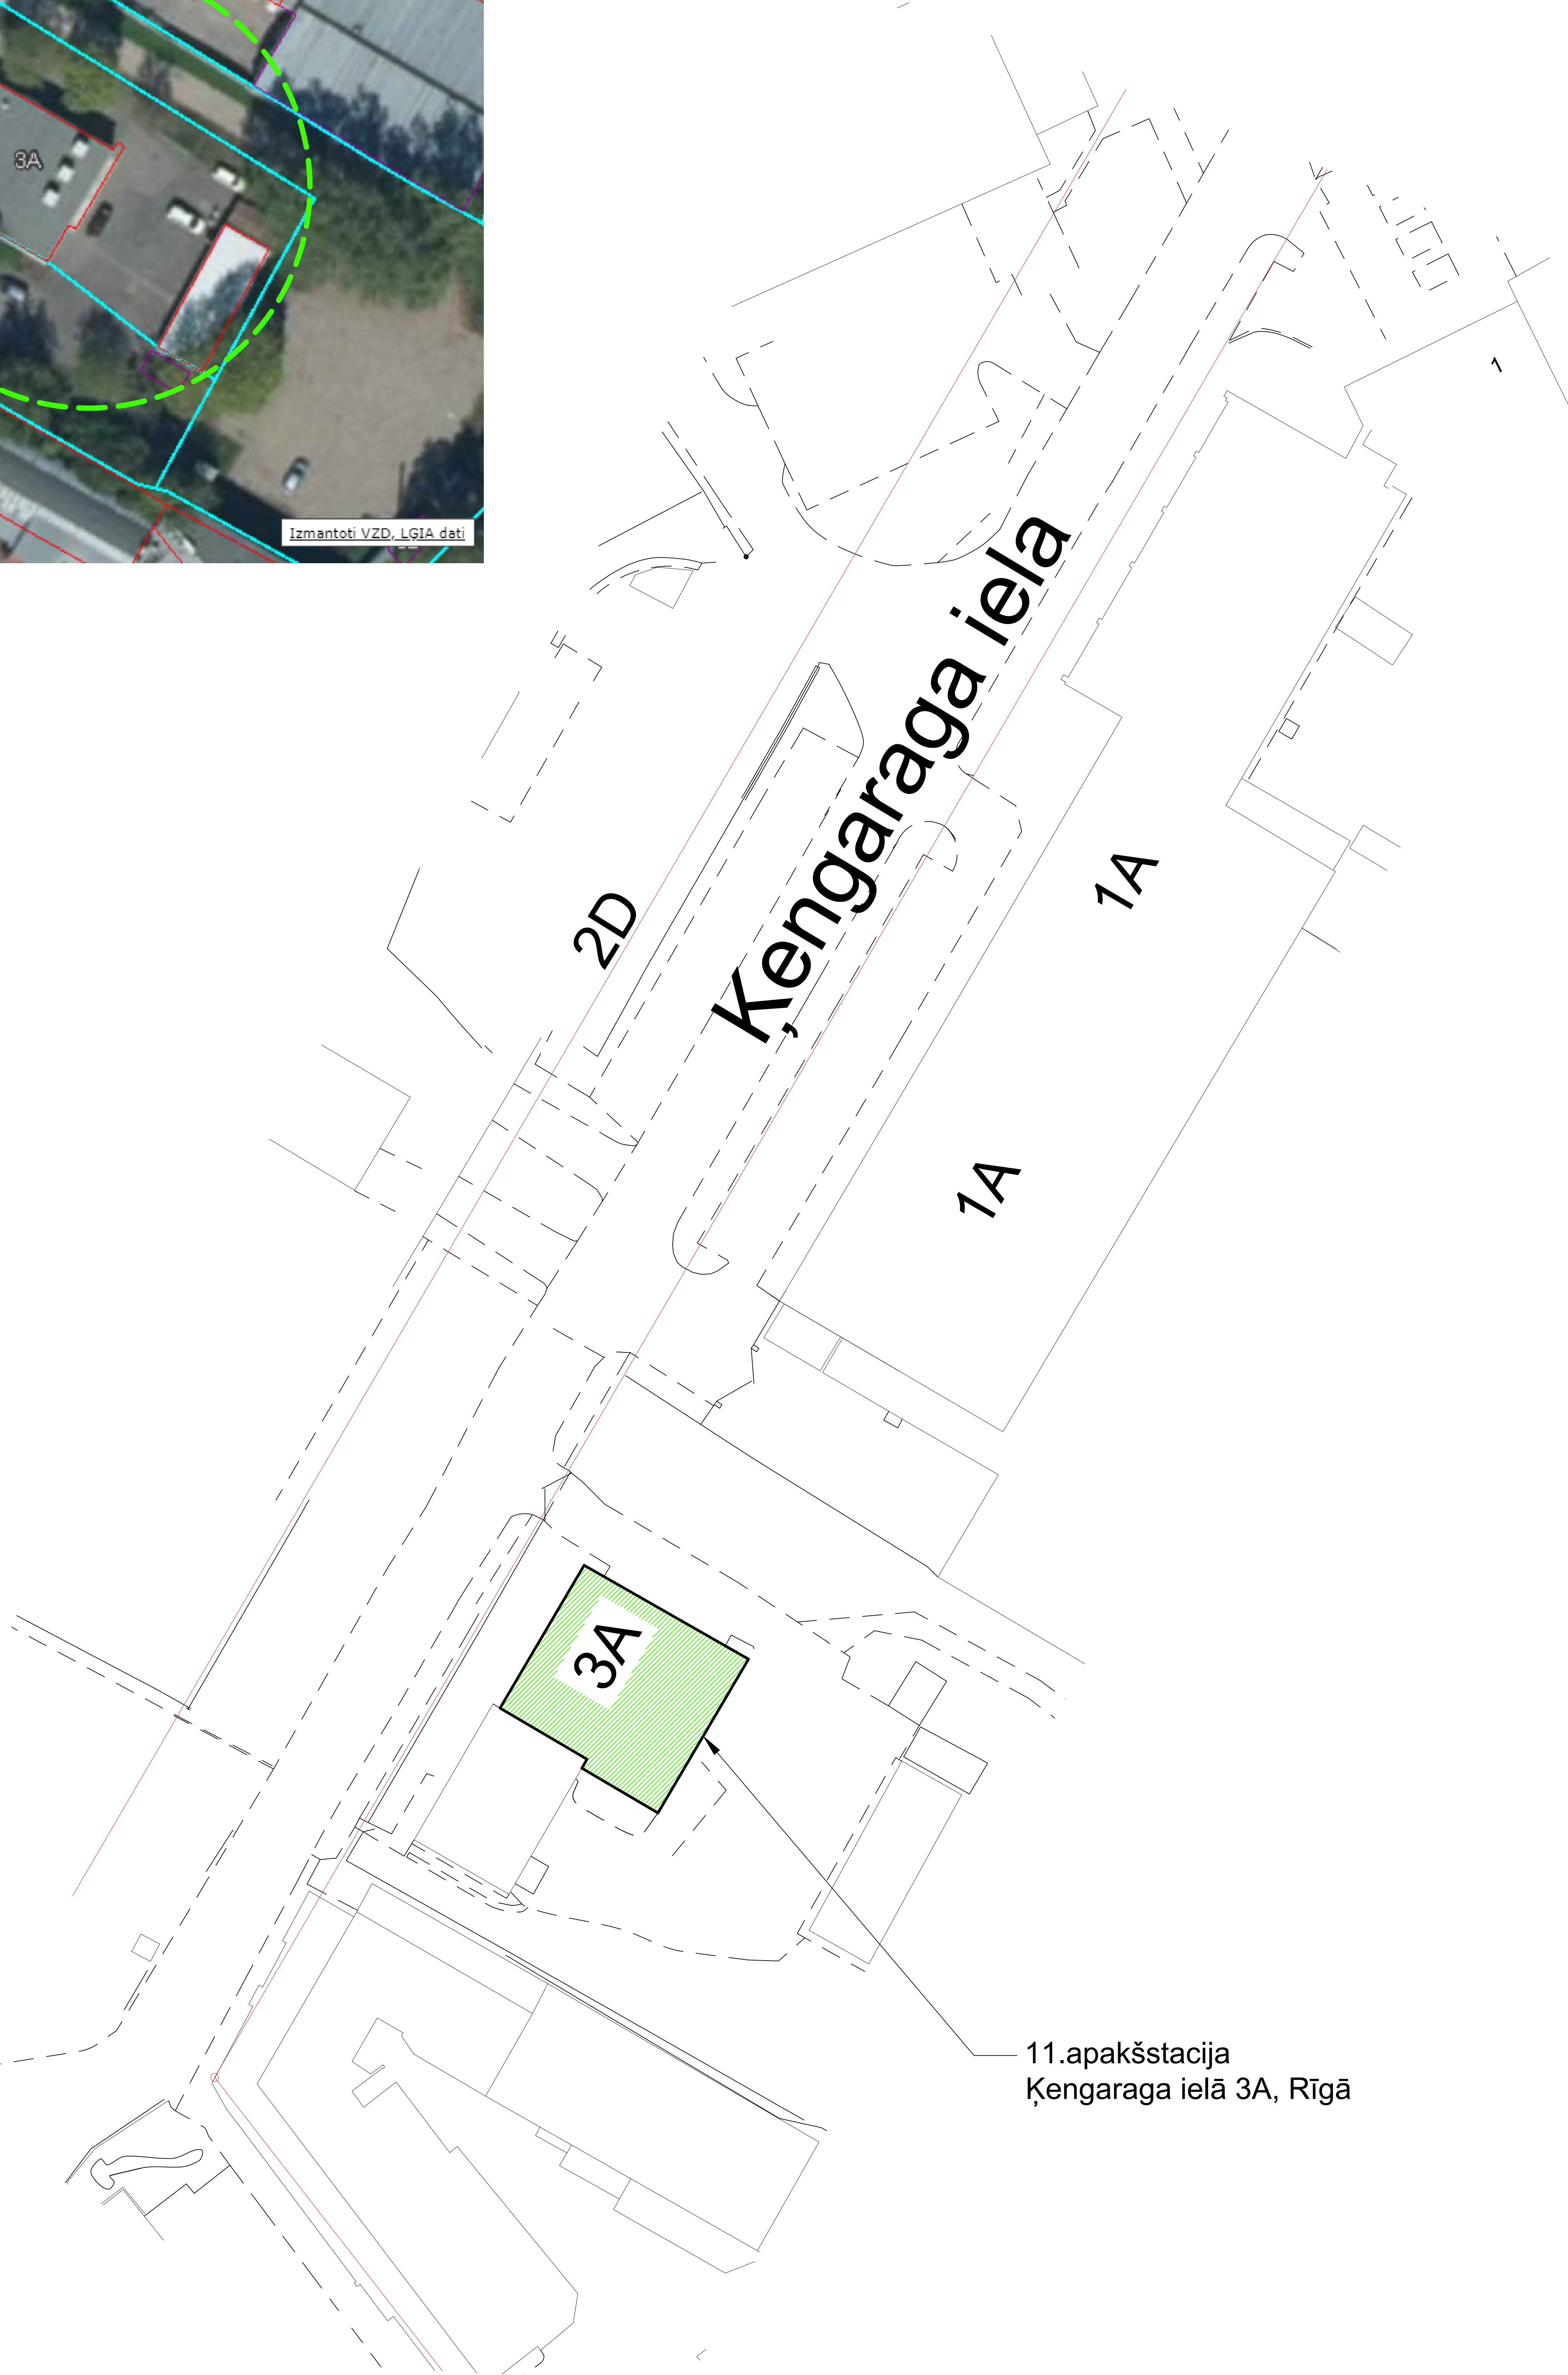 3A
Izmantoti VZD, LĢIA dati
1
Ķengaraga iela
2D
1A
1A
3A
11.apakšstacija
Ķengaraga ielā 3A, Rīgā